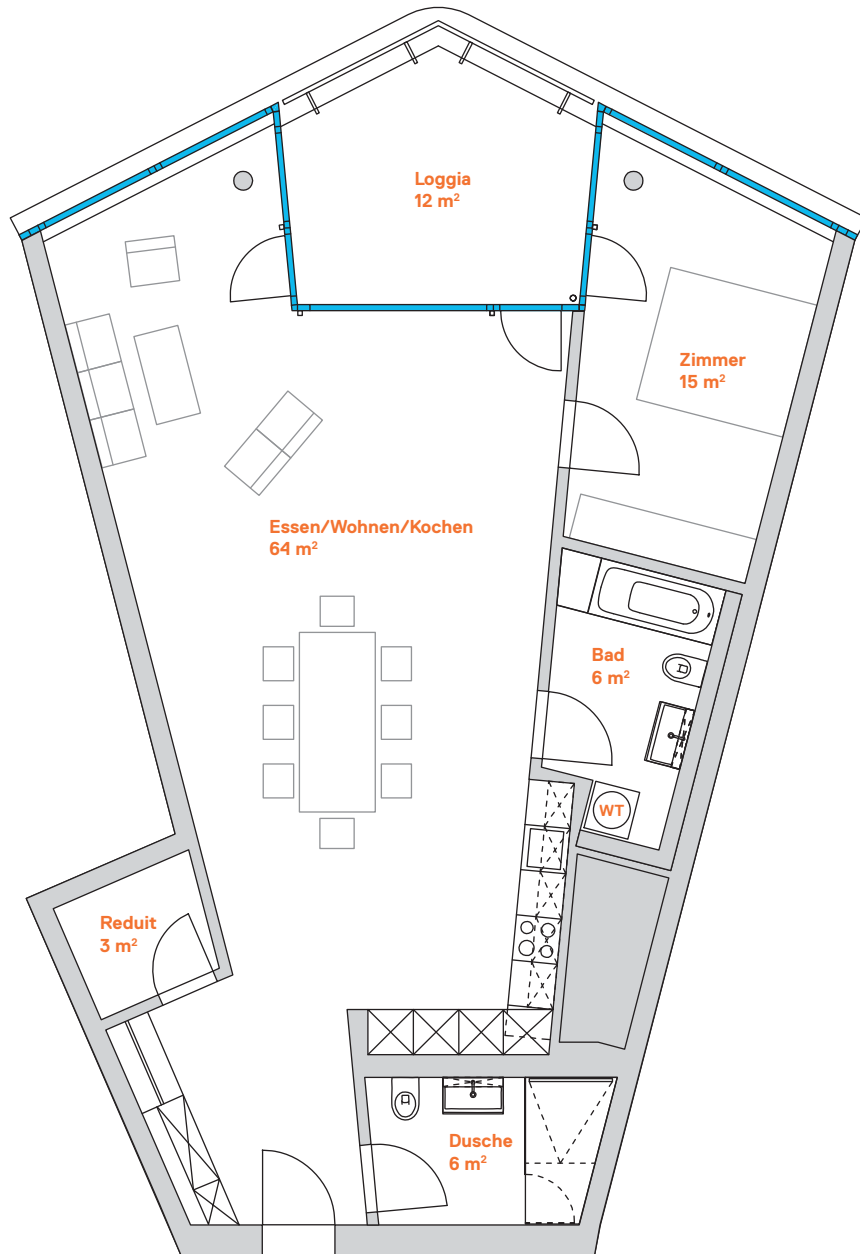 Loggia
12 m²
Zimmer
15 m²
Essen/Wohnen/Kochen
64 m²
Bad
6 m²
WT
Reduit
3 m²
Dusche
6 m²